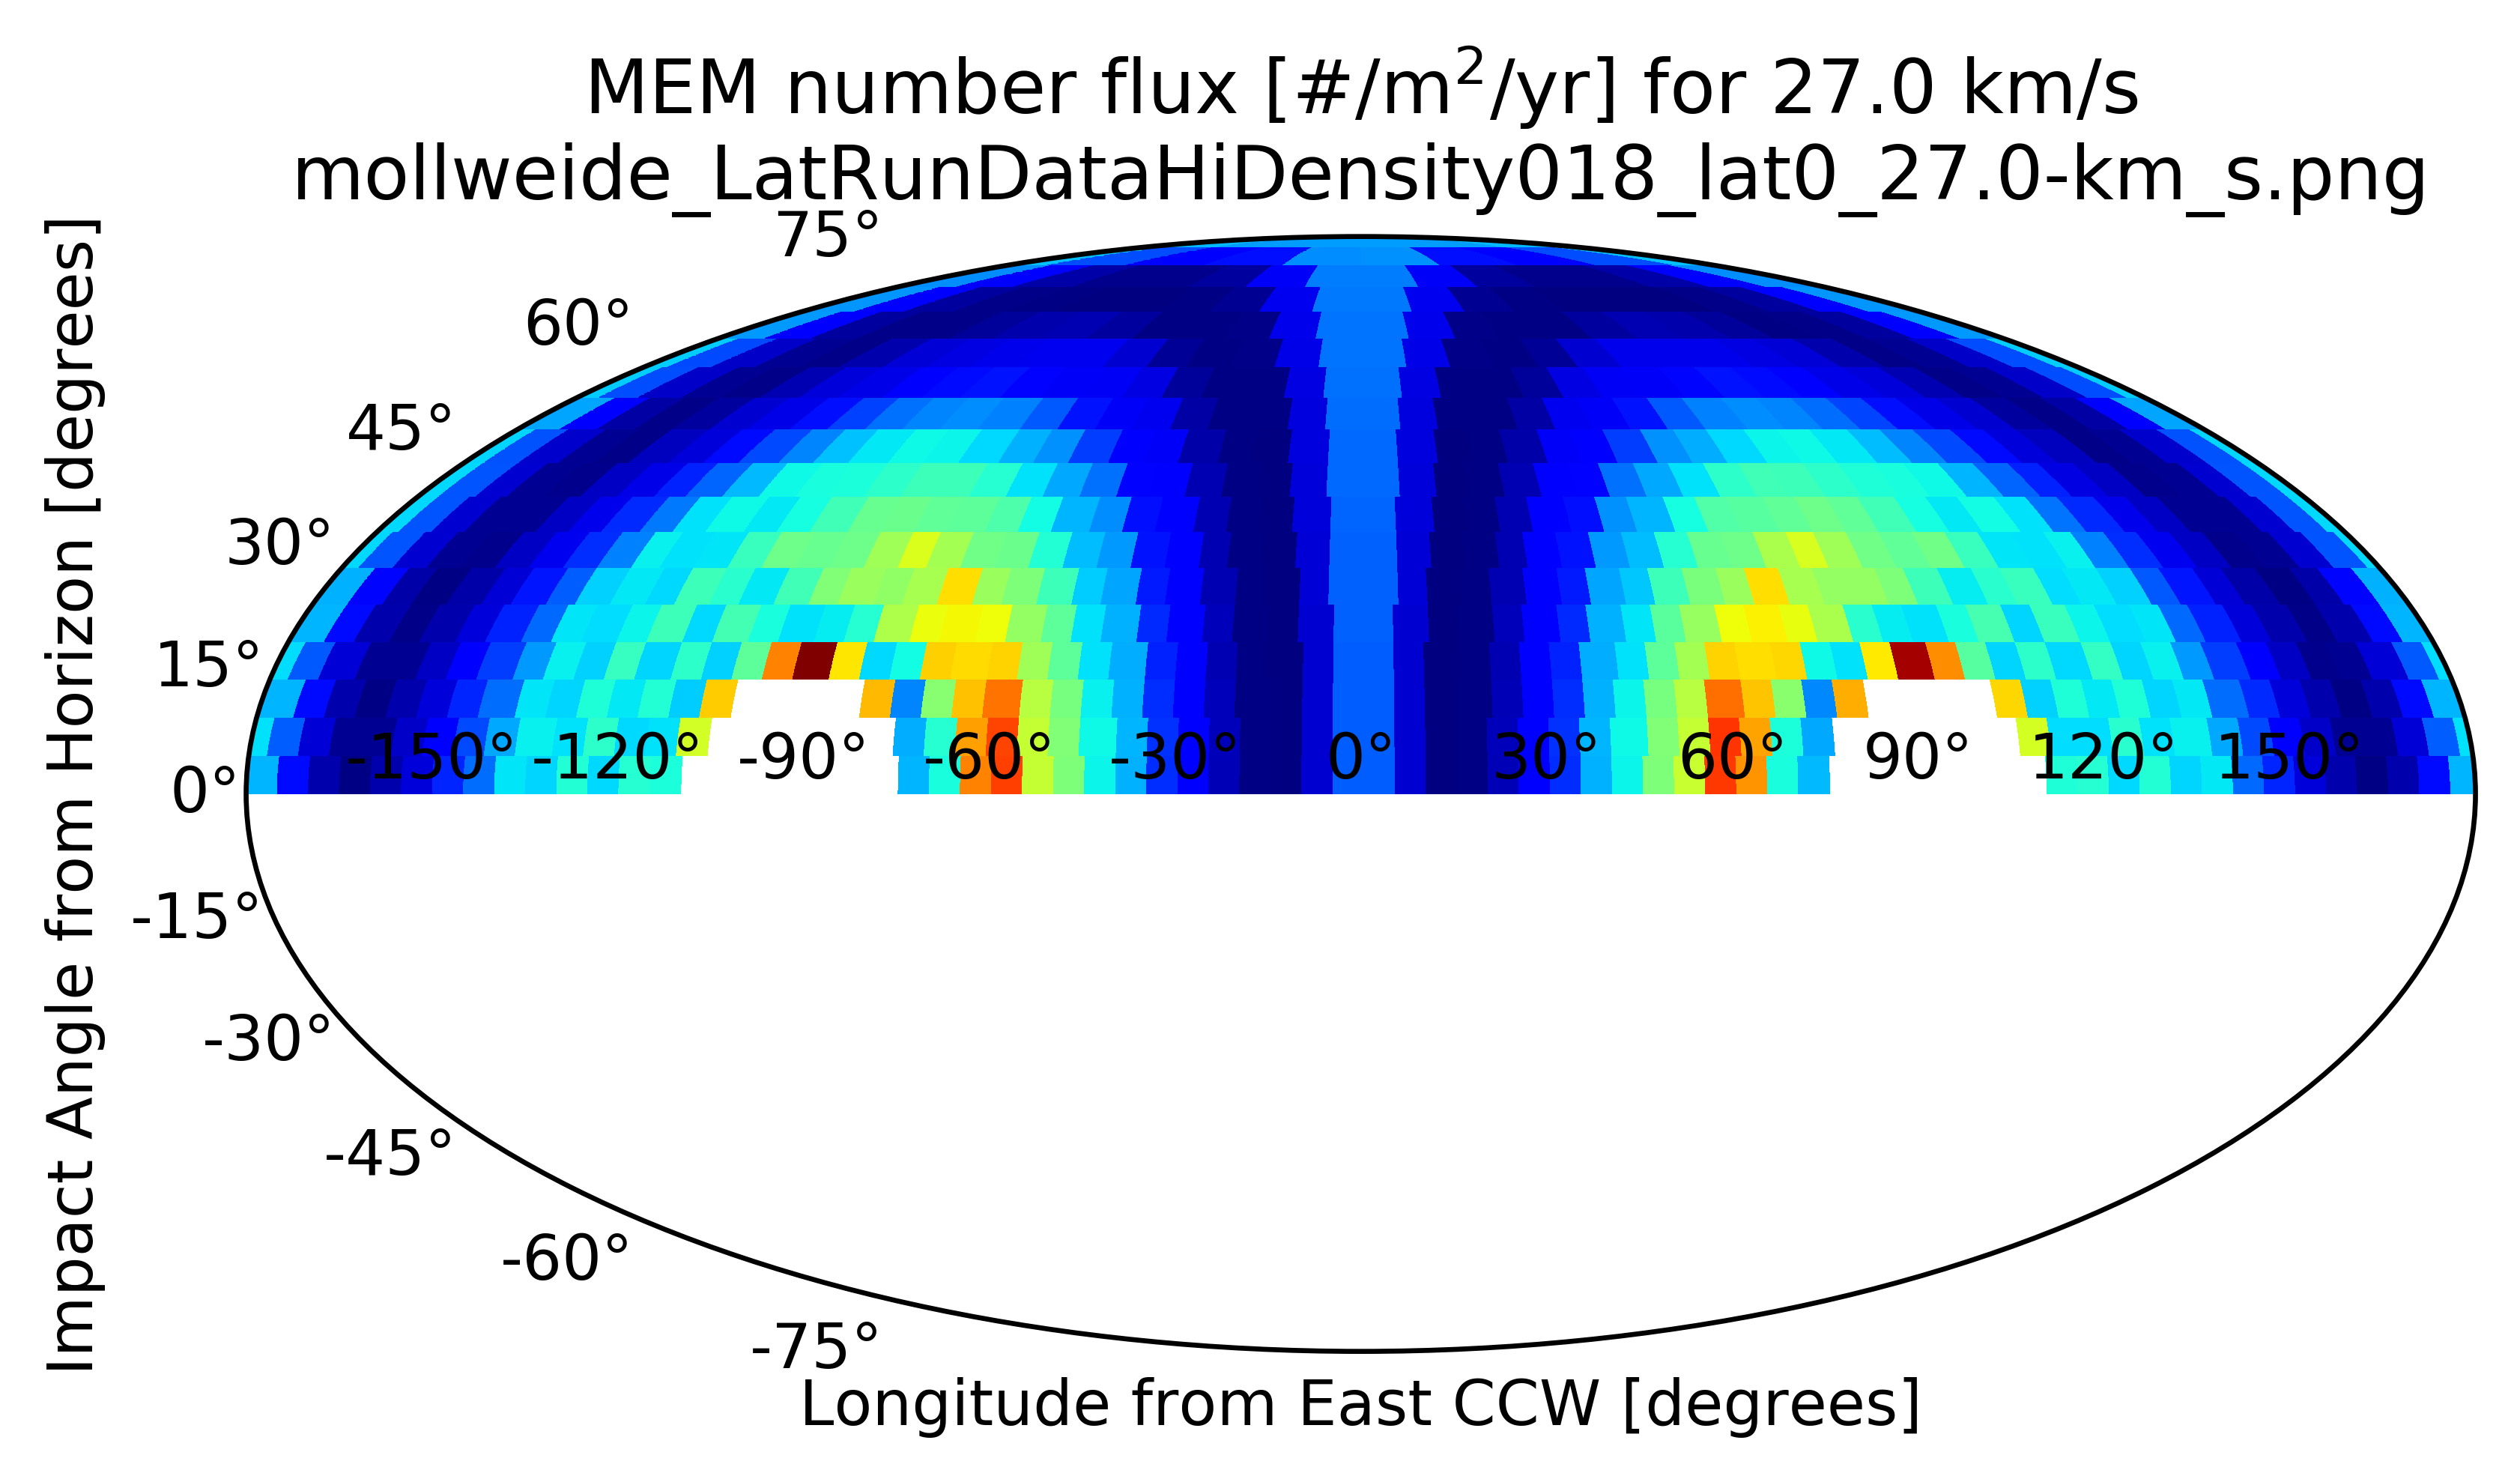 MEM number flux [#/m²/yr] for 27.0 km/s
mollweide_LatRunDataHiDensity018_lat0_27.0-km_s.png
75°
60°
45°
30°
15°
0°
-15°
-30°
-45°
-60°
-75°
-150° -120° -90° -60° -30° 0° 30° 60° 90° 120° 150°
Impact Angle from Horizon [degrees]
Longitude from East CCW [degrees]